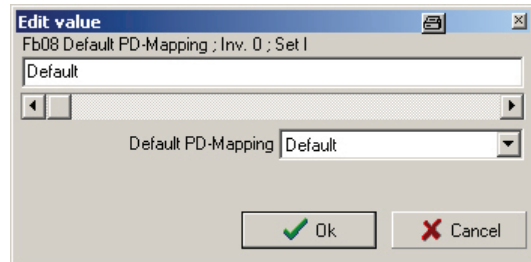 Edit value
Fb08 Default PD-Mapping ; Inv. 0 ; Set I
Default
Default PD-Mapping Default
Ok Cancel